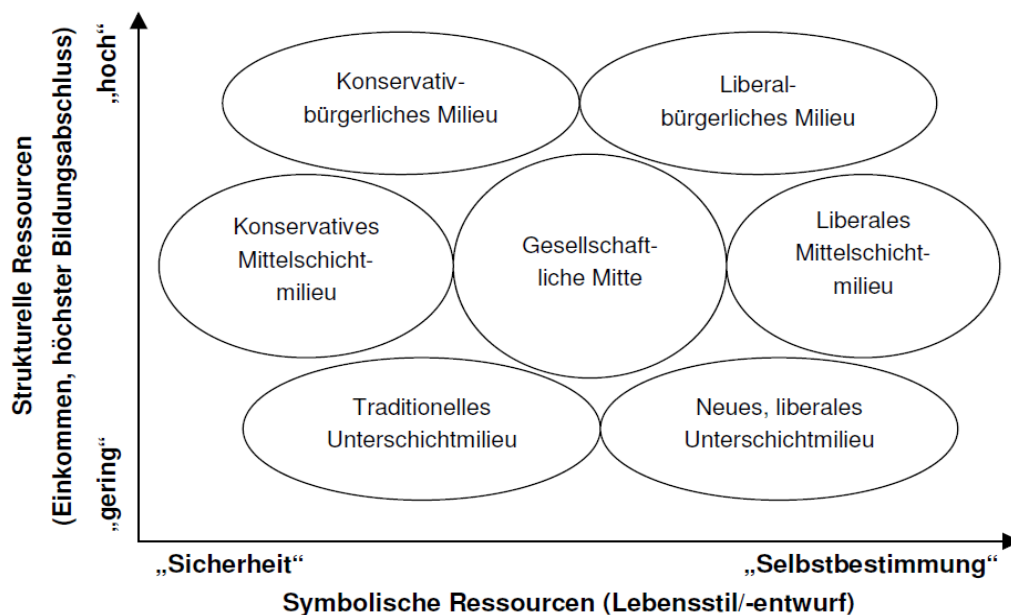 Strukturelle Ressourcen
(Einkommen, höchster Bildungsabschluss)
„hoch“
„gering“
Konservativ-
bürgerliches Milieu
Liberal-
bürgerliches Milieu
Konservatives
Mittelschicht-
milieu
Gesellschaft-
liche Mitte
Liberales
Mittelschicht-
milieu
Traditionelles
Unterschichtmilieu
Neues, liberales
Unterschichtmilieu
„Sicherheit“
„Selbstbestimmung“
Symbolische Ressourcen (Lebensstil/-entwurf)